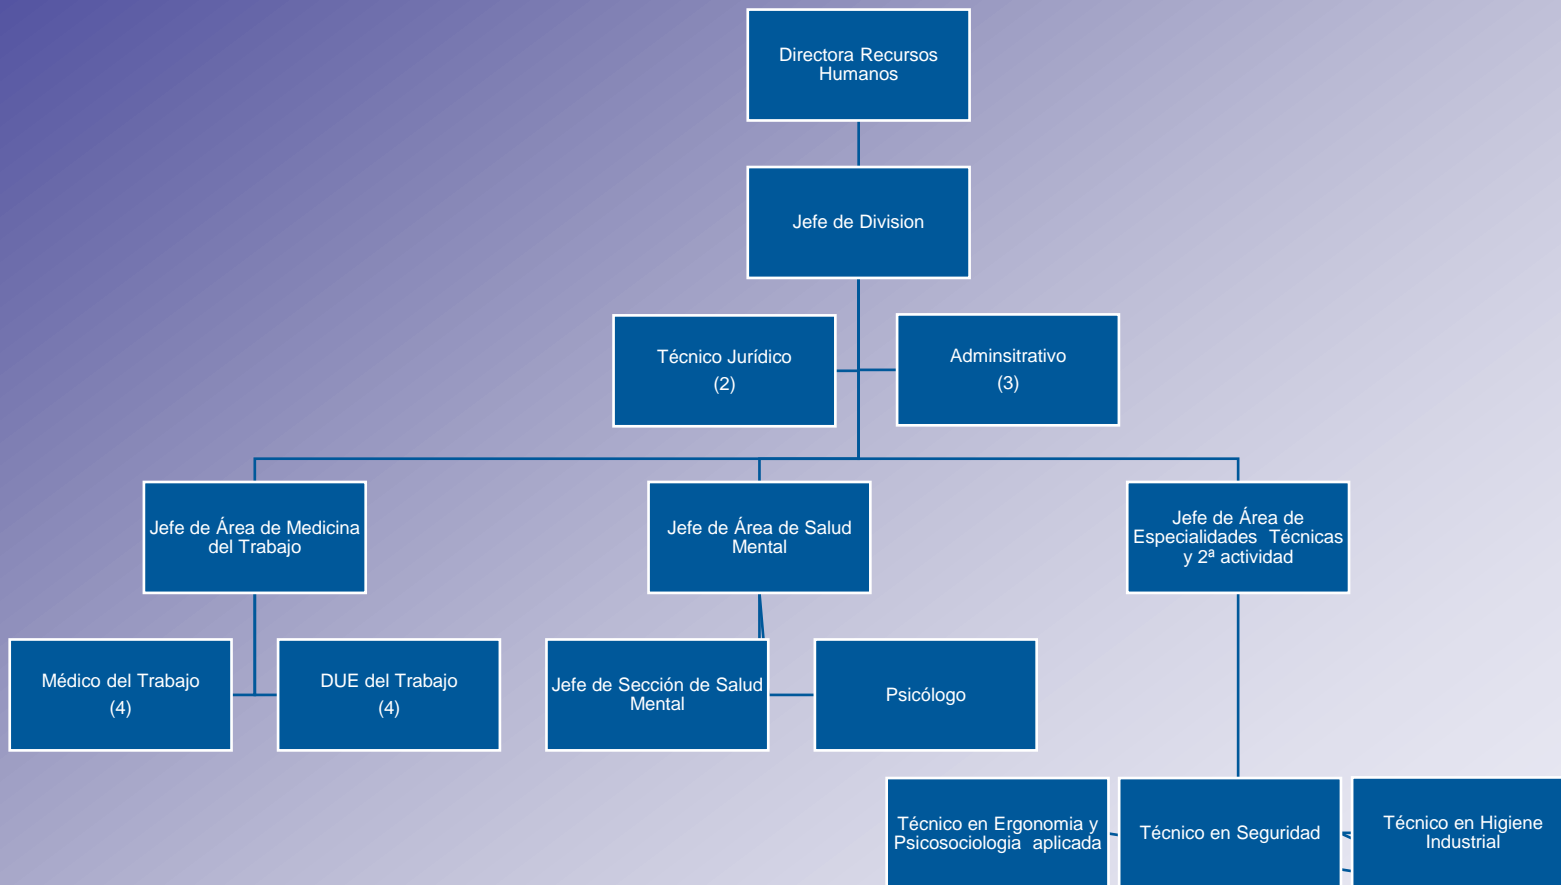 Directora Recursos
Humanos
Jefe de Division
Técnico Jurídico
(2)
Adminsitrativo
(3)
Jefe de Área de Medicina
del Trabajo
Jefe de Área de Salud
Mental
Jefe de Área de
Especialidades Técnicas
y 2ª actividad
Médico del Trabajo
(4)
DUE del Trabajo
(4)
Jefe de Sección de Salud
Mental
Psicólogo
Técnico en Ergonomia y
Psicosociologia aplicada
Técnico en Seguridad
Técnico en Higiene
Industrial